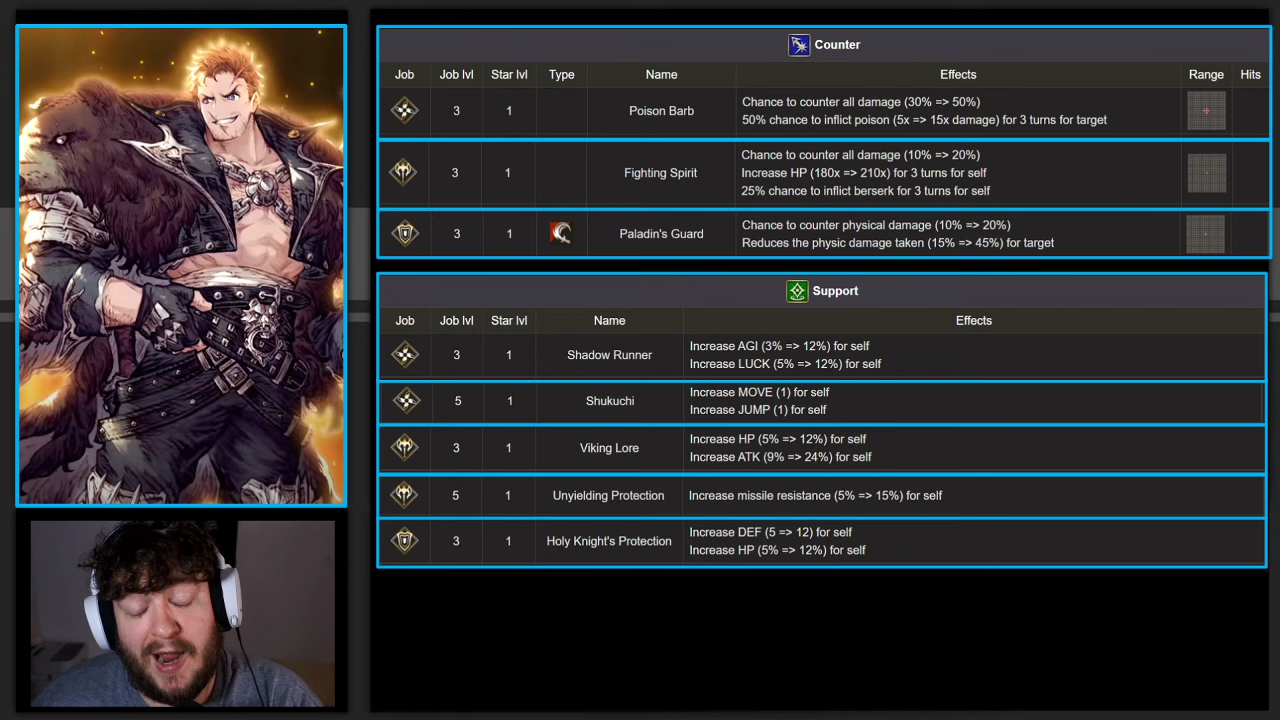 Counter
Job Job lvl Star lvl Type Name Effects Range Hits
3 1 Poison Barb Chance to counter all damage (30% => 50%)
50% chance to inflict poison (5x => 15x damage) for 3 turns for target
3 1 Fighting Spirit Chance to counter all damage (10% => 20%)
Increase HP (180x => 210x) for 3 turns for self
25% chance to inflict berserk for 3 turns for self
3 1 Paladin's Guard Chance to counter physical damage (10% => 20%)
Reduces the physic damage taken (15% => 45%) for target
Support
Job Job lvl Star lvl Name Effects
3 1 Shadow Runner Increase AGI (3% => 12%) for self
Increase LUCK (5% => 12%) for self
5 1 Shukuchi Increase MOVE (1) for self
Increase JUMP (1) for self
3 1 Viking Lore Increase HP (5% => 12%) for self
Increase ATK (9% => 24%) for self
5 1 Unyielding Protection Increase missile resistance (5% => 15%) for self
3 1 Holy Knight's Protection Increase DEF (5 => 12) for self
Increase HP (5% => 12%) for self